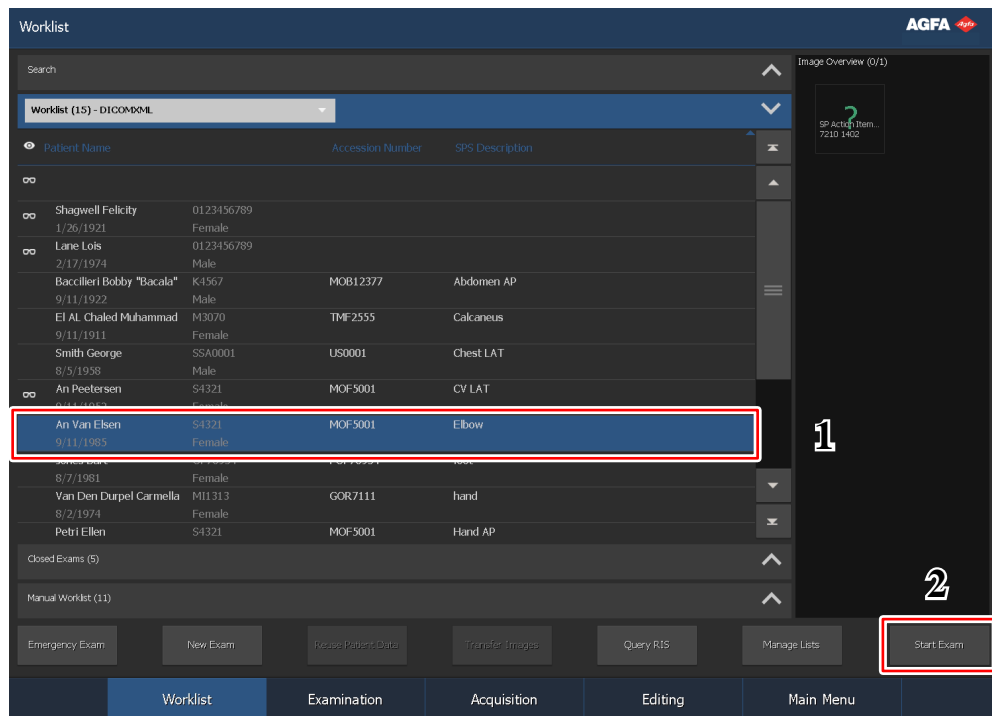 Worklist
AGFA
Agfa
Search
Image Overview (0/1)
Worklist (15) - DICOMXML
?
SP Action Item...
7210 1402
Patient Name Accession Number SPS Description
Shagwell Felicity 0123456789
1/26/1921 Female
Lane Lois 0123456789
2/17/1974 Male
Baccilieri Bobby "Bacala" K4567 MOB12377 Abdomen AP
9/11/1922 Male
El AL Chaled Muhammad M3070 TMF2555 Calcaneus
9/11/1911 Female
Smith George SSA0001 US0001 Chest LAT
8/5/1958 Male
An Peetersen S4321 MOF5001 CV LAT
An Van Elsen S4321 MOF5001 Elbow
9/11/1985 Female
1
8/7/1981 Female
Van Den Durpel Carmella MI1313 GOR7111 hand
8/2/1974 Female
Petri Ellen S4321 MOF5001 Hand AP
Closed Exams (5)
Manual Worklist (11)
2
Emergency Exam New Exam Reuse Patient Data Transfer Images Query RIS Manage Lists Start Exam
Worklist Examination Acquisition Editing Main Menu